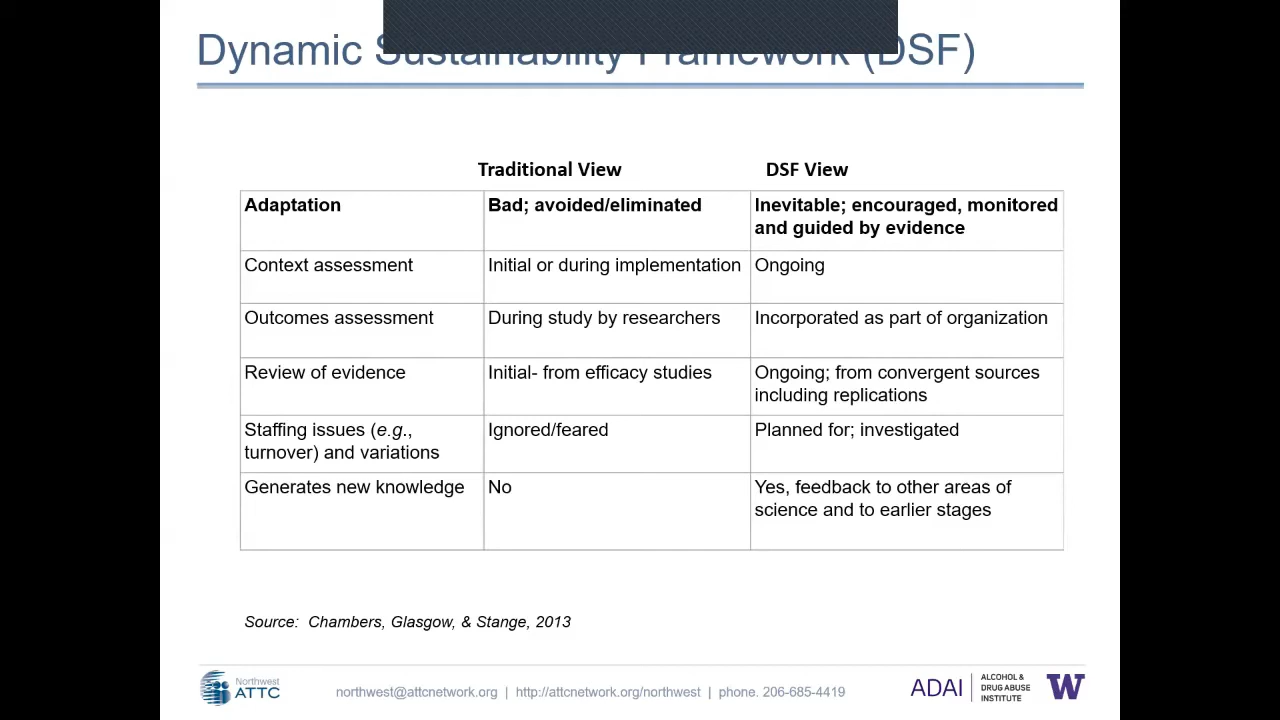 Dynamic Sustainability Framework (DSF)
Traditional View DSF View
Adaptation Bad; avoided/eliminated Inevitable; encouraged, monitored
and guided by evidence
Context assessment Initial or during implementation Ongoing
Outcomes assessment During study by researchers Incorporated as part of organization
Review of evidence Initial- from efficacy studies Ongoing; from convergent sources
including replications
Staffing issues (e.g., Ignored/feared Planned for; investigated
turnover) and variations
Generates new knowledge No Yes, feedback to other areas of
science and to earlier stages
Source: Chambers, Glasgow, & Stange, 2013
Northwest
ATTC
northwest@attcnetwork.org | http://attcnetwork.org/northwest | phone. 206-685-4419
ADAI
ALCOHOL &
DRUG ABUSE
INSTITUTE
W